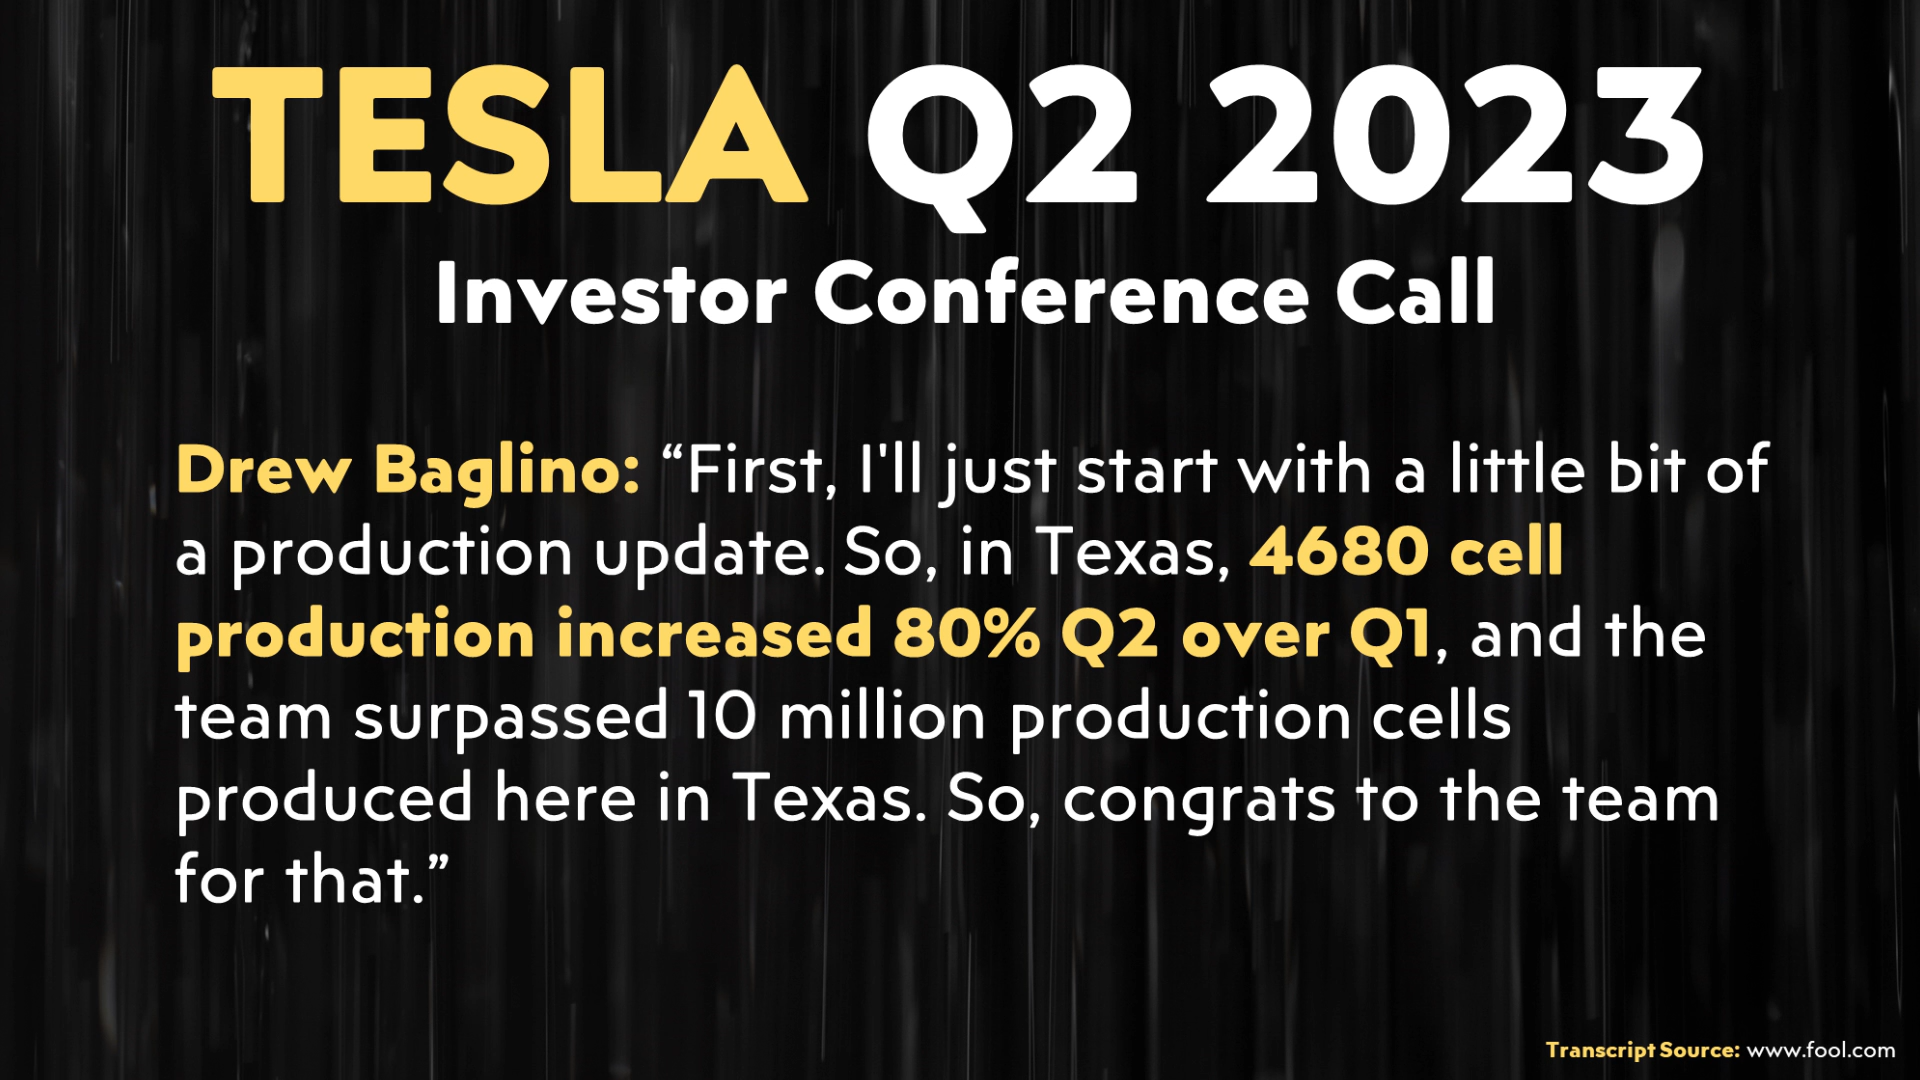 TESLA Q2 2023
Investor Conference Call
Drew Baglino: “First, I'll just start with a little bit of
a production update. So, in Texas, 4680 cell
production increased 80% Q2 over Q1, and the
team surpassed 10 million production cells
produced here in Texas. So, congrats to the team
for that.”
Transcript Source: www.fool.com